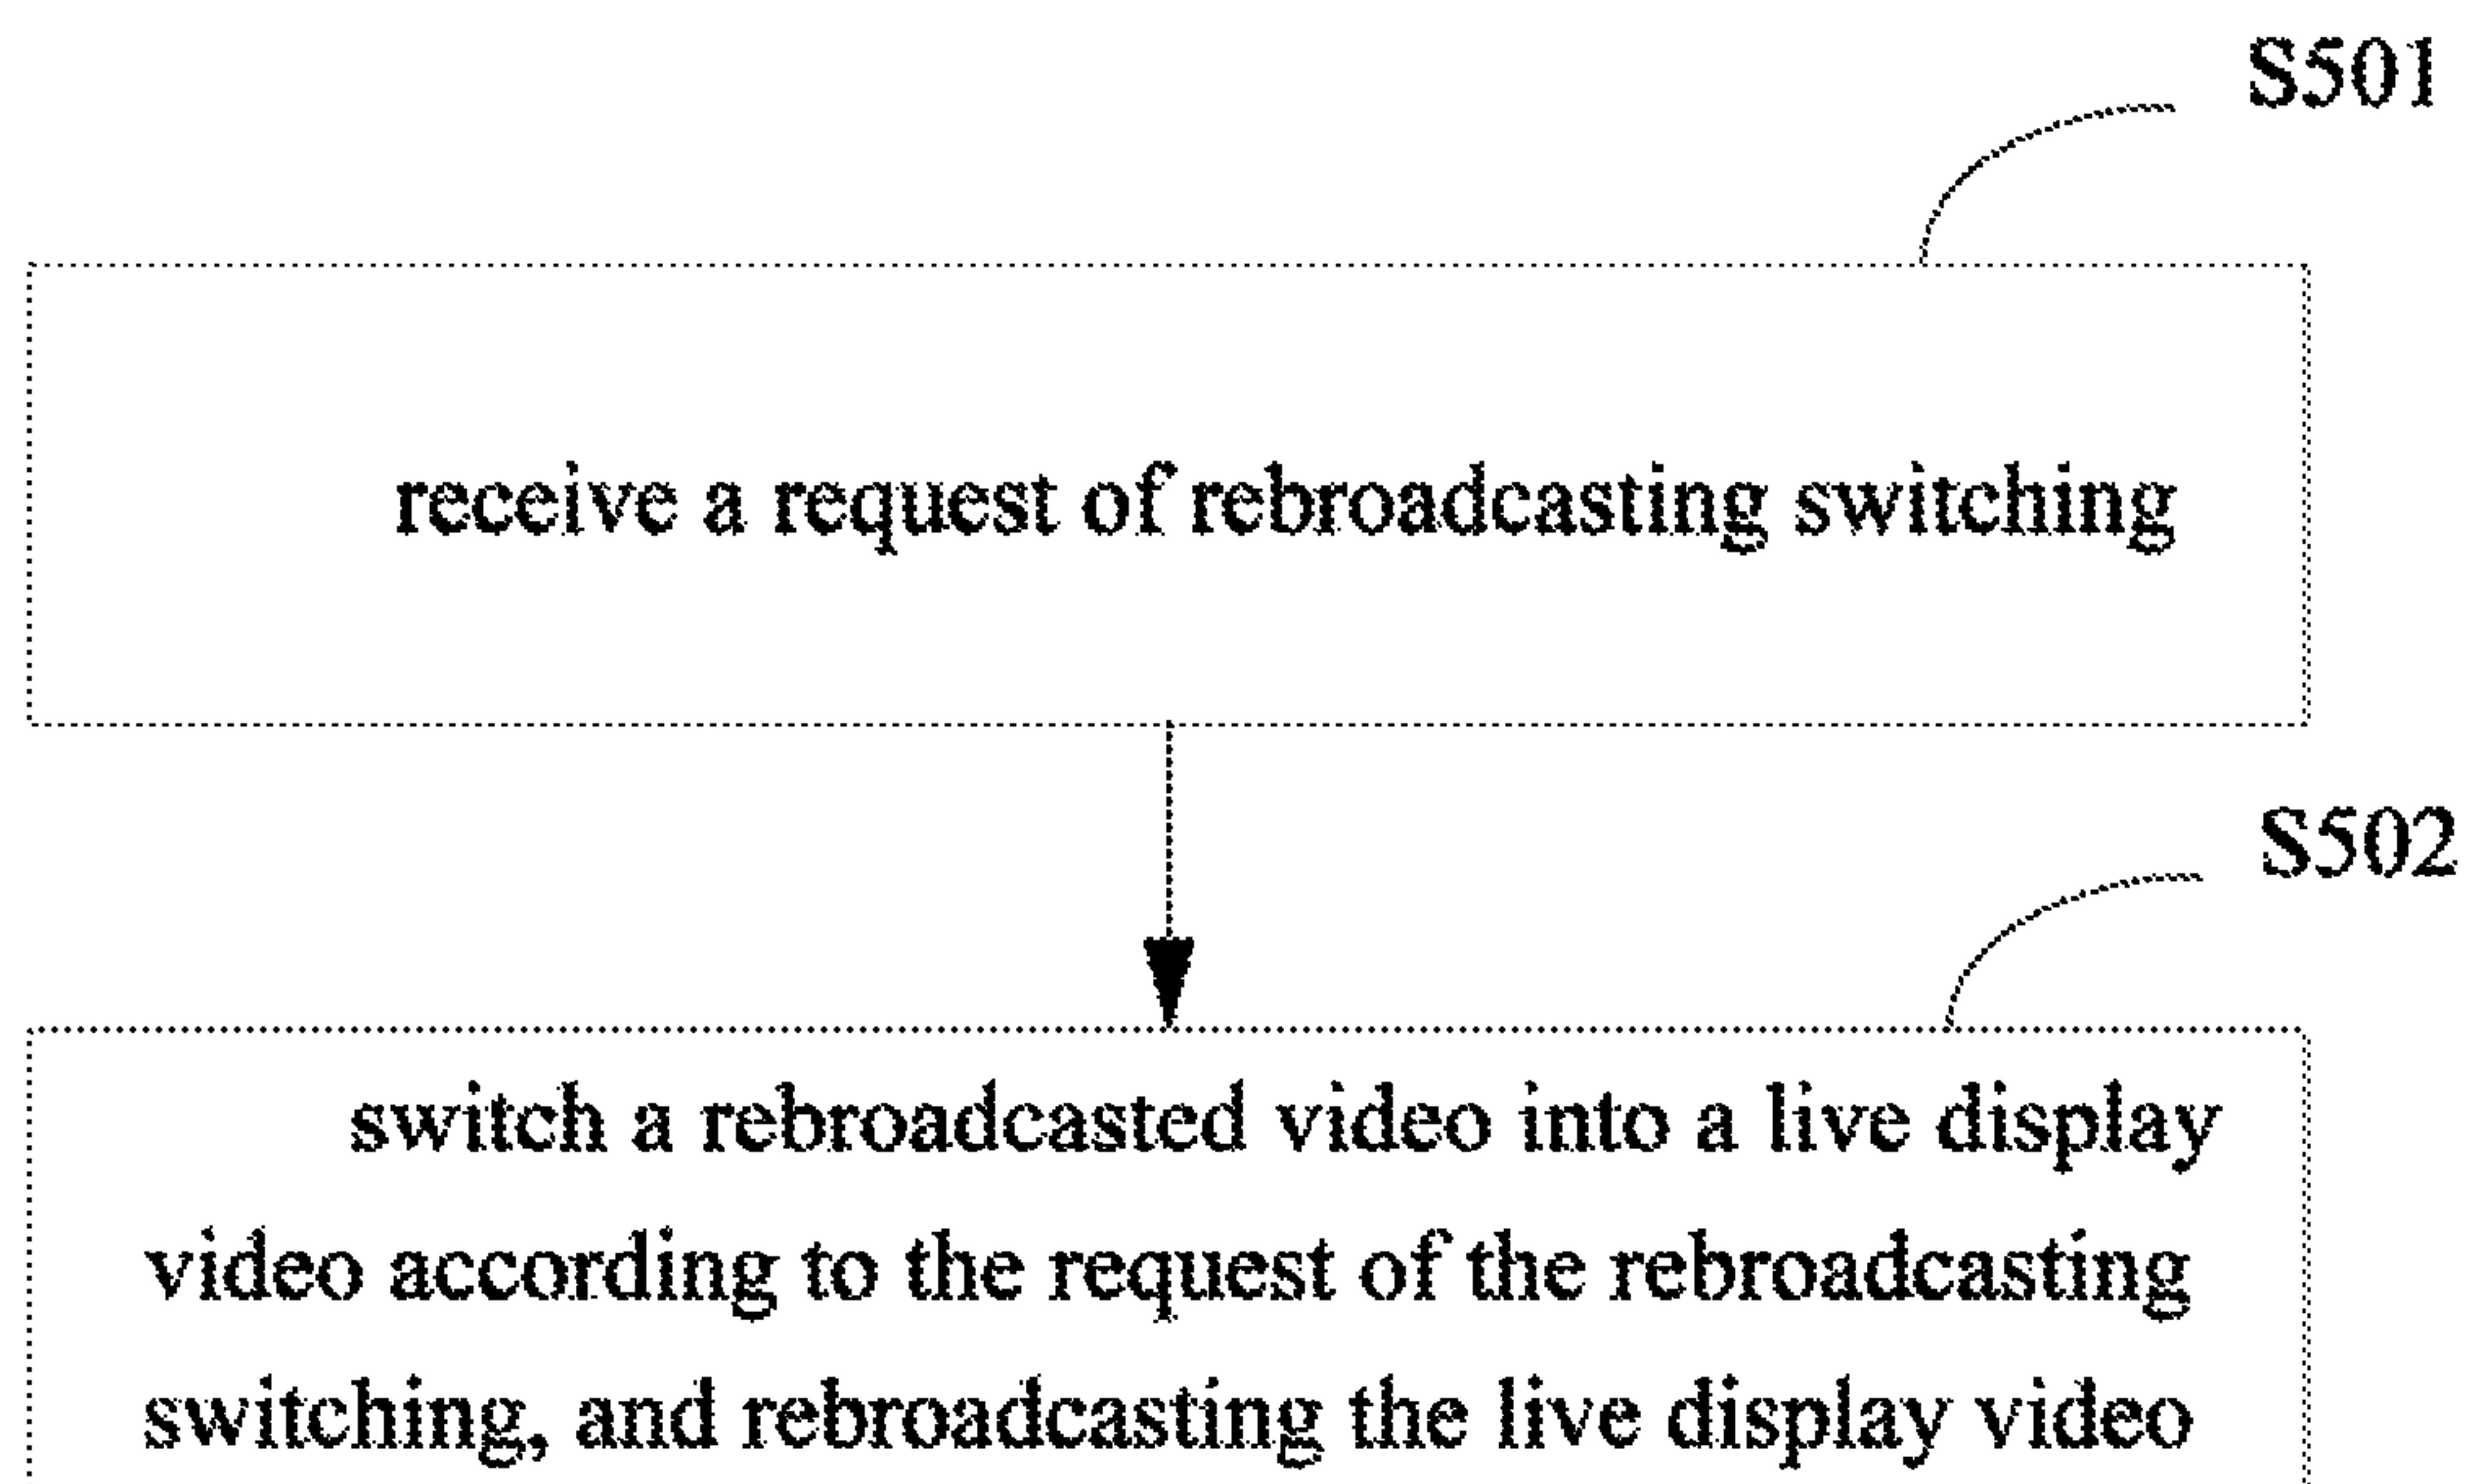 S501
receive a request of rebroadcasting switching
S502
switch a rebroadcasted video into a live display
video according to the request of the rebroadcasting
switching, and rebroadcasting the live display video